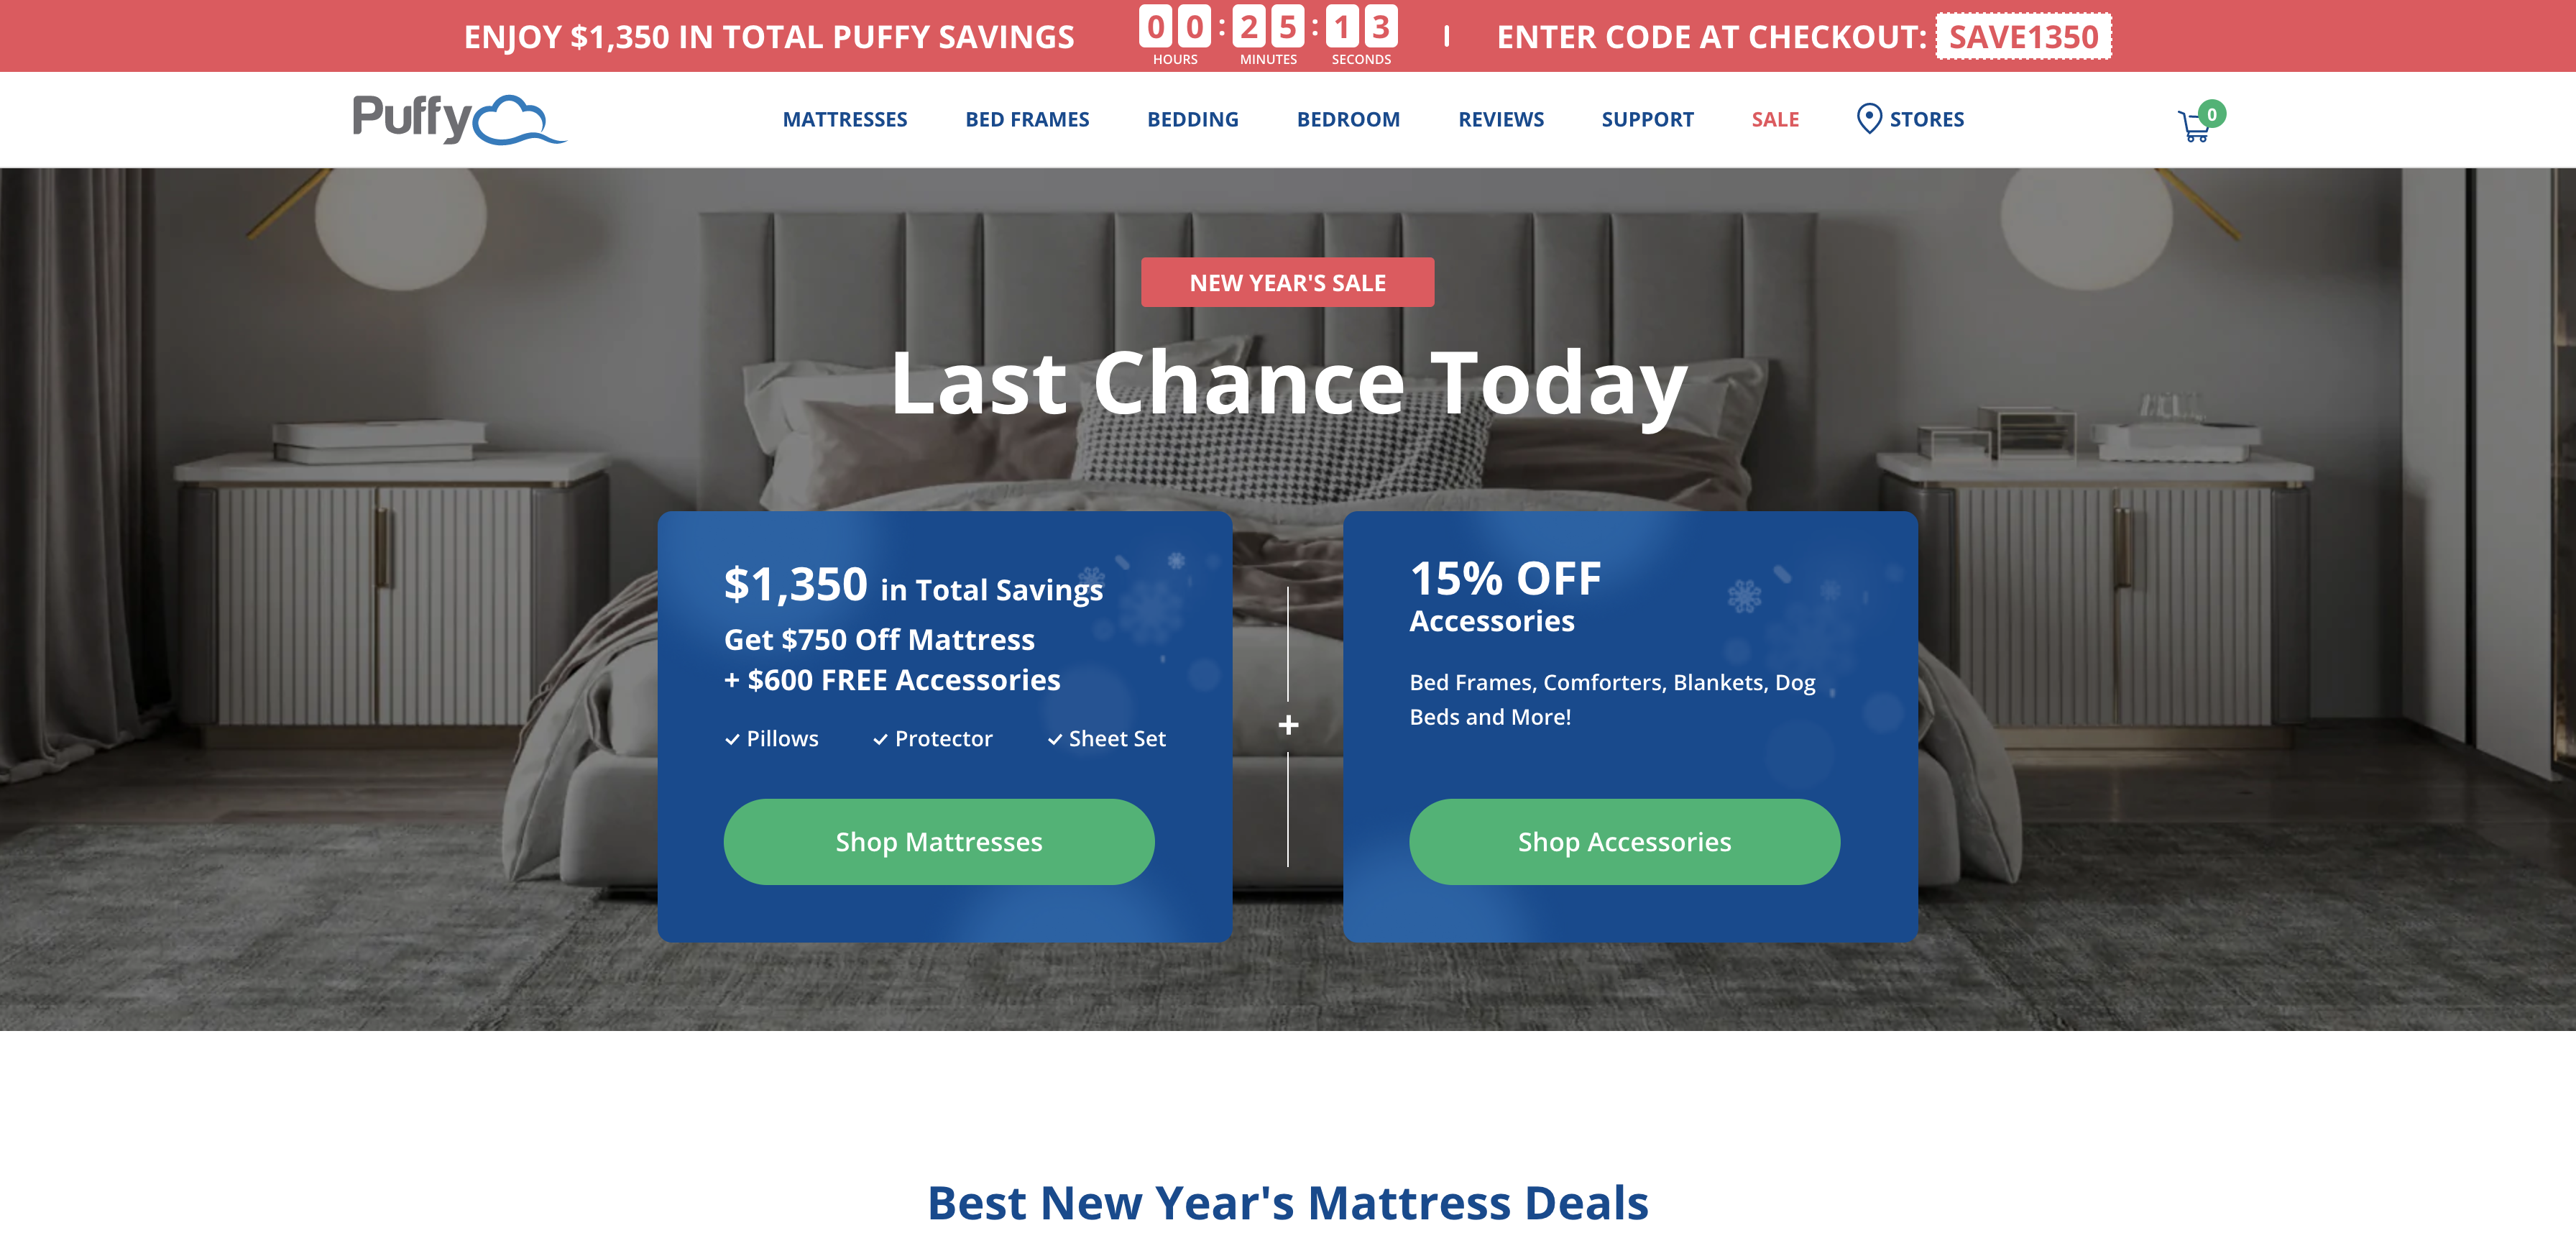 ENJOY $1,350 IN TOTAL PUFFY SAVINGS
00 : 25 : 13
HOURS MINUTES SECONDS
ENTER CODE AT CHECKOUT: SAVE1350
Puffy
MATTRESSES BED FRAMES BEDDING BEDROOM REVIEWS SUPPORT SALE STORES
0
NEW YEAR'S SALE
Last Chance Today
$1,350 in Total Savings
Get $750 Off Mattress
+ $600 FREE Accessories
Pillows Protector Sheet Set
Shop Mattresses
+
15% OFF
Accessories
Bed Frames, Comforters, Blankets, Dog
Beds and More!
Shop Accessories
Best New Year's Mattress Deals